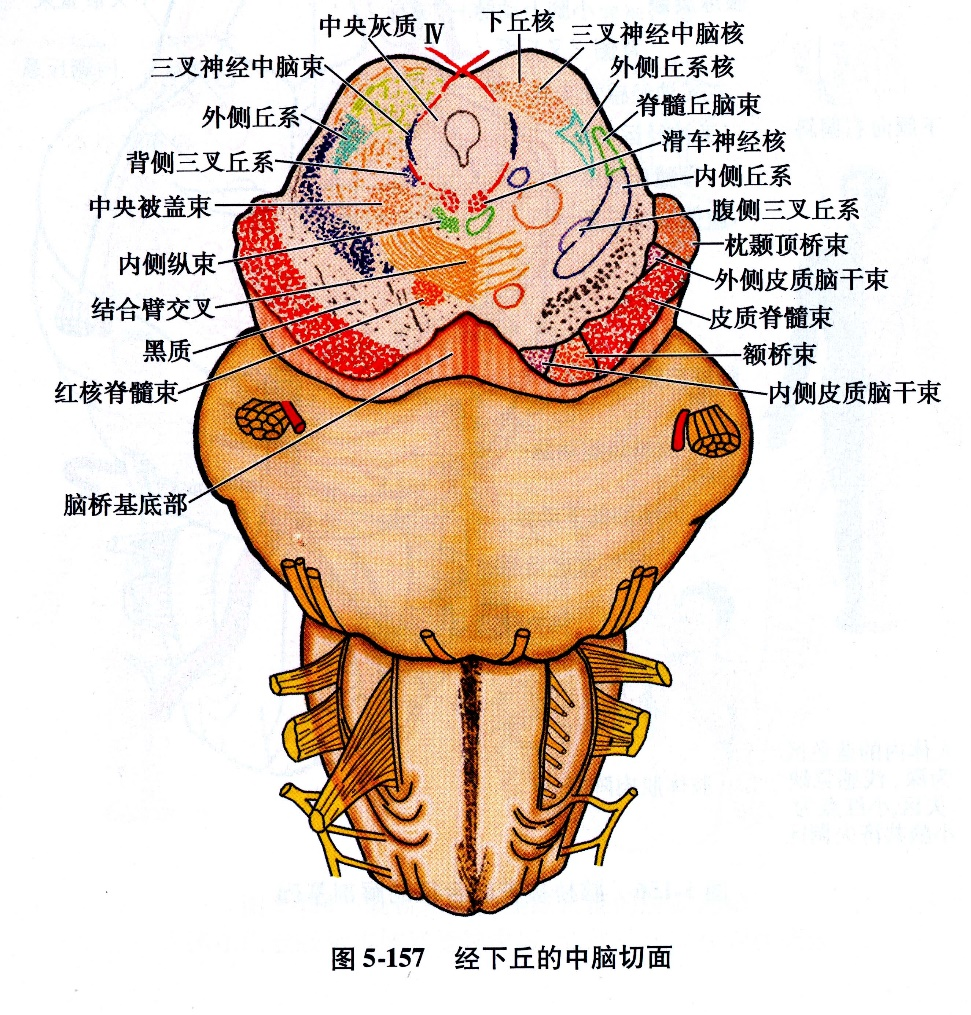 中央灰质
Ⅳ
下丘核
三叉神经中脑束
三叉神经中脑核
外侧丘系核
外侧丘系
脊髓丘脑束
背侧三叉丘系
滑车神经核
中央被盖束
内侧丘系
腹侧三叉丘系
内侧纵束
枕颞顶桥束
结合臂交叉
外侧皮质脑干束
黑质
皮质脊髓束
红核脊髓束
额桥束
内侧皮质脑干束
脑桥基底部
图 5-157 经下丘的中脑切面